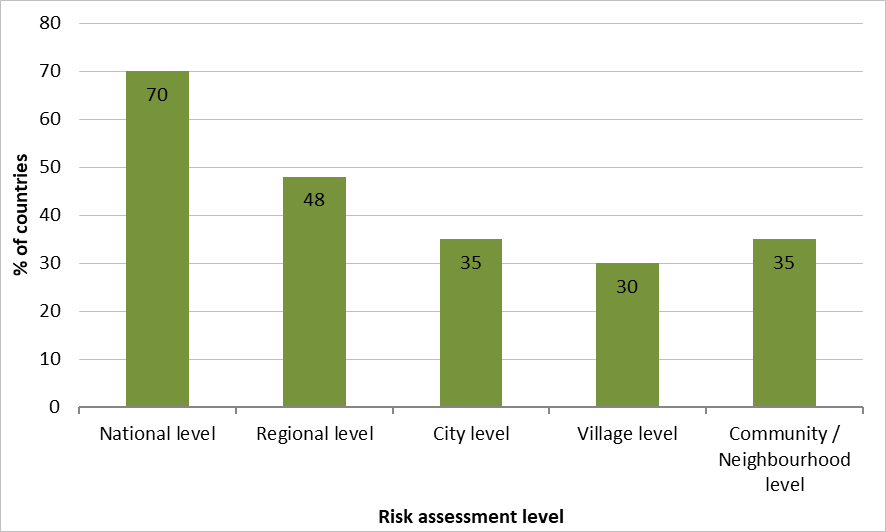 80
70
60
50
40
30
20
10
0
% of countries
70
48
35
30
35
National level
Regional level
City level
Village level
Community /
Neighbourhood
level
Risk assessment level